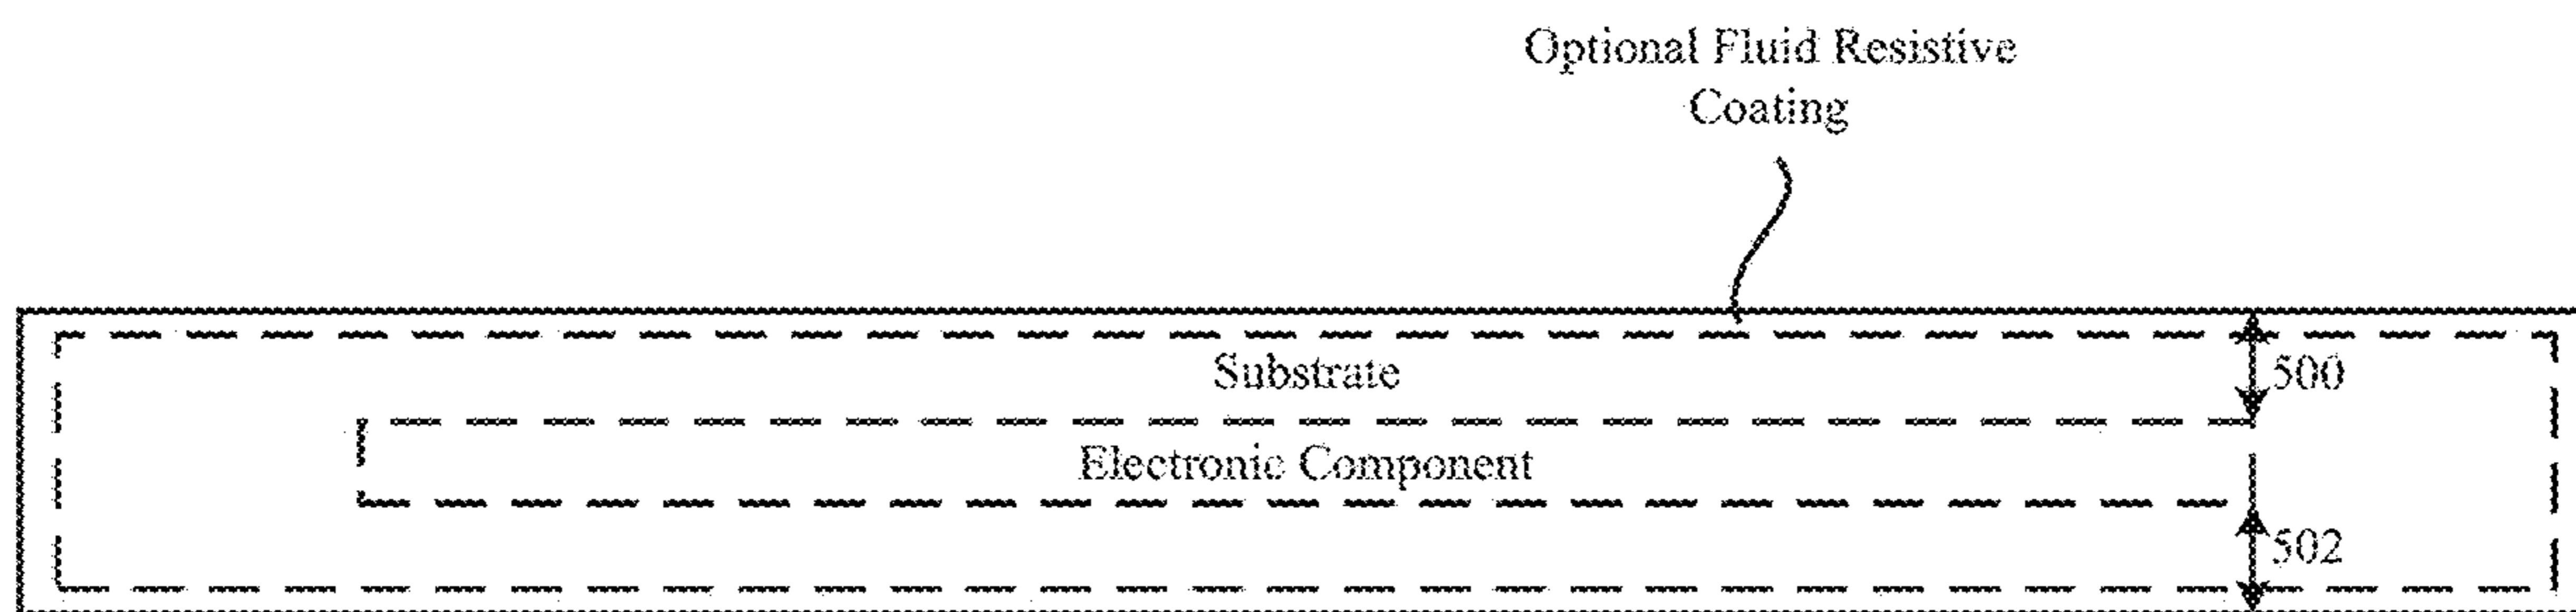 Optional Fluid Resistive
Coating
Substrate
500
Electronic Component
502